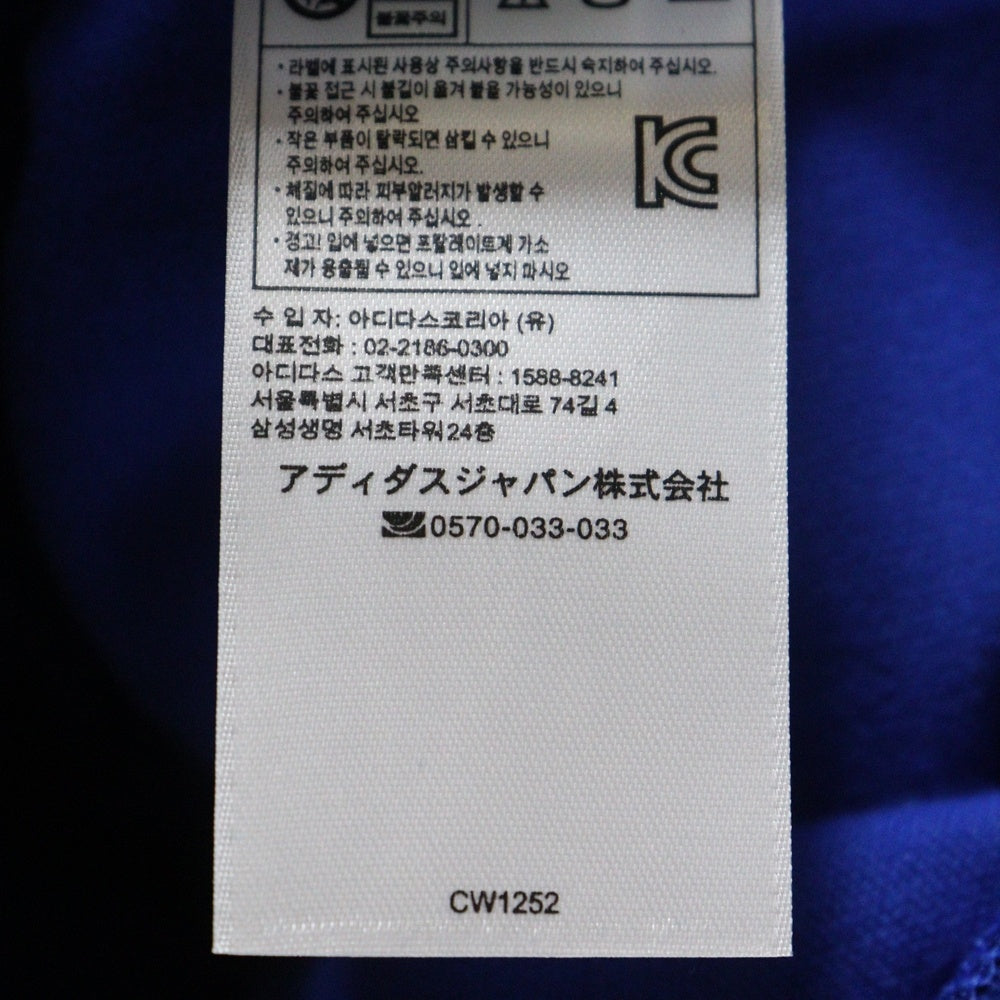 불꽃주의
· 라벨에 표시된 사용상 주의사항을 반드시 숙지하여 주십시오.
· 불꽃 접근 시 불길이 옮겨 붙을 가능성이 있으니
주의하여 주십시오
· 작은 부품이 탈락되면 삼킬 수 있으니
주의하여 주십시오.
· 체질에 따라 피부알러지가 발생할 수
있으니 주의하여 주십시오 .
· 경고! 입에 넣으면 프탈레이트계 가소
제가 용출될 수 있으니 입에 넣지 마시오
KC
수 입 자: 아디다스코리아 (유)
대표전화 : 02-2186-0300
아디다스 고객만족센터 : 1588-8241
서울특별시 서초구 서초대로 74길 4
삼성생명 서초타워 24층
アディダスジャパン株式会社
0570-033-033
CW1252